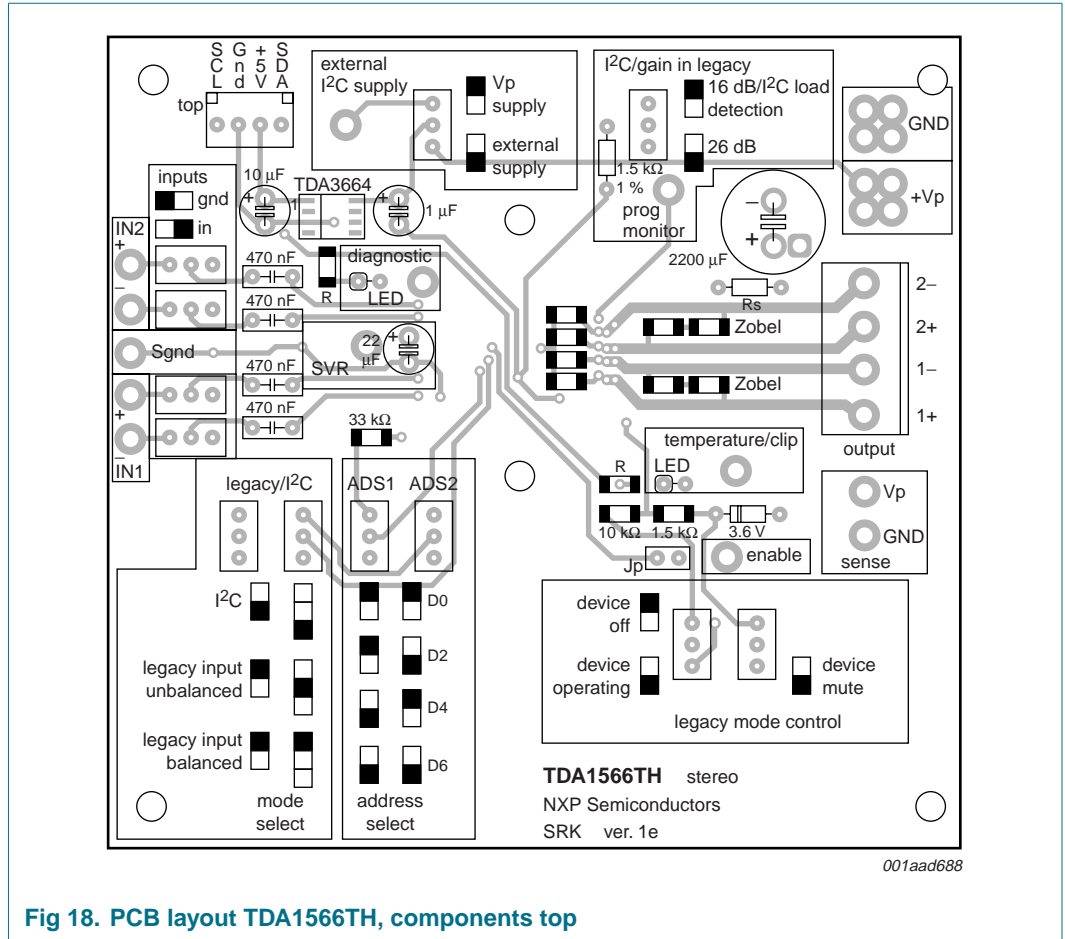 SCL Gnd +5V SDA
top
external
I2C supply
Vp
supply
external
supply
I2C/gain in legacy
16 dB/I2C load
detection
26 dB
1.5 kΩ
1 %
prog
monitor
GND
+Vp
inputs
gnd
in
10 μF
+
TDA3664
1
+
1 μF
−
+
2200 μF
IN2
+
−
470 nF
470 nF
diagnostic
R
LED
Rs
2−
2+
1−
1+
output
Zobel
Zobel
Sgnd
22
μF
+
SVR
470 nF
470 nF
+
−
IN1
33 kΩ
temperature/clip
R
LED
10 kΩ
1.5 kΩ
3.6 V
Jp
enable
Vp
GND
sense
legacy/I2C
ADS1
ADS2
I2C
D0
legacy input
unbalanced
D2
D4
legacy input
balanced
D6
mode
select
address
select
device
off
device
operating
device
mute
legacy mode control
TDA1566TH stereo
NXP Semiconductors
SRK ver. 1e
001aad688
Fig 18. PCB layout TDA1566TH, components top